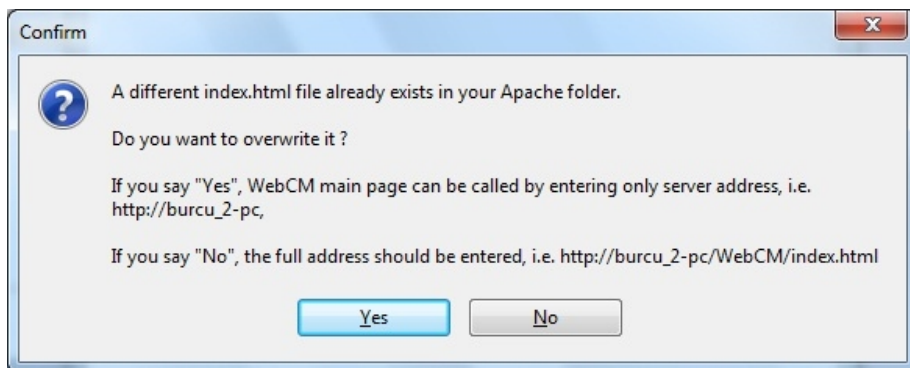 Confirm
A different index.html file already exists in your Apache folder.
Do you want to overwrite it ?
If you say "Yes", WebCM main page can be called by entering only server address, i.e.
http://burcu_2-pc,
If you say "No", the full address should be entered, i.e. http://burcu_2-pc/WebCM/index.html
Yes
No